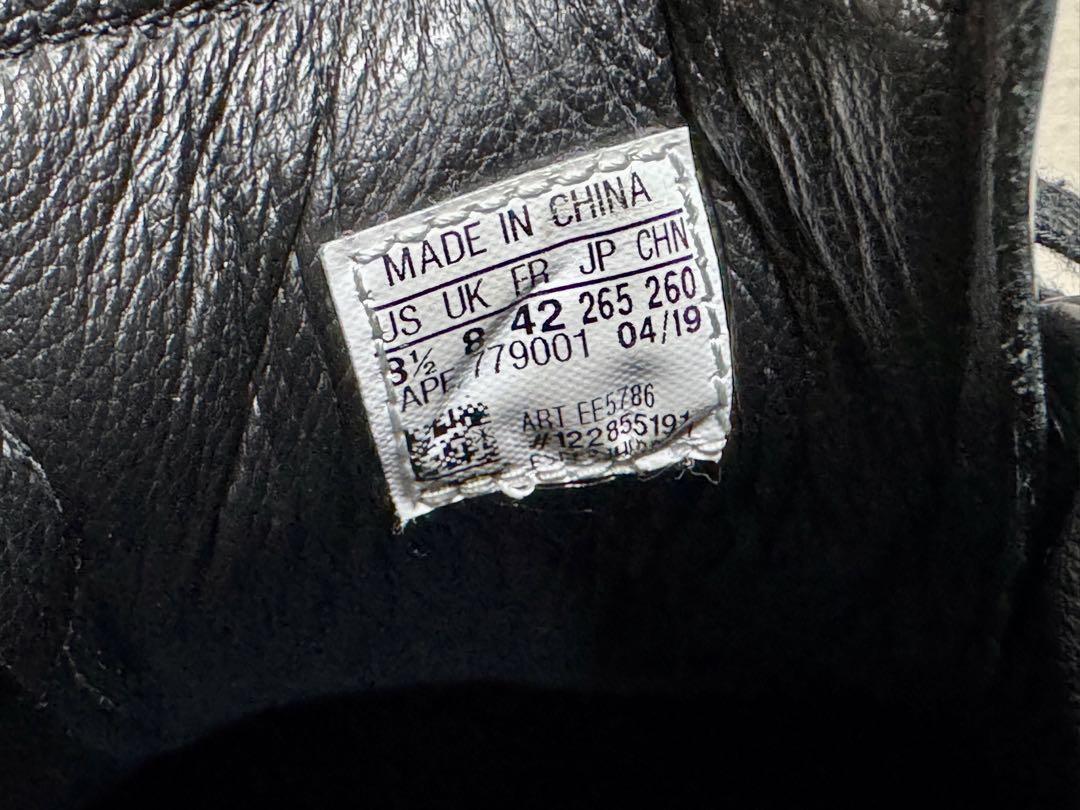 MADE IN CHINA
US UK FR JP CHN
8½ 8 42 265 260
APE 779001 04/19
ART EE5786
#122855191